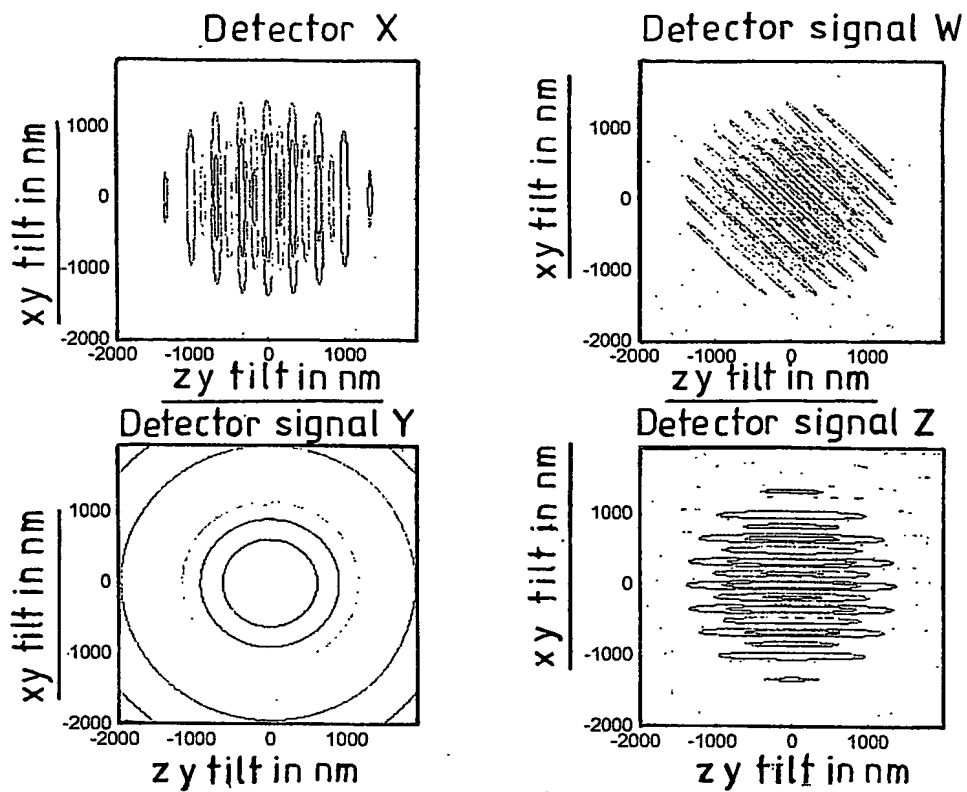 Detector X
1000
0
-1000
-2000
xy tilt in nm
-2000 -1000 0 1000
zy tilt in nm
Detector signal W
1000
0
-1000
-2000
xy tilt in nm
-2000 -1000 0 1000
zy tilt in nm
Detector signal Y
1000
0
-1000
-2000
xy tilt in nm
-2000 -1000 0 1000
zy tilt in nm
Detector signal Z
1000
0
-1000
-2000
xy tilt in nm
-2000 -1000 0 1000
zy tilt in nm